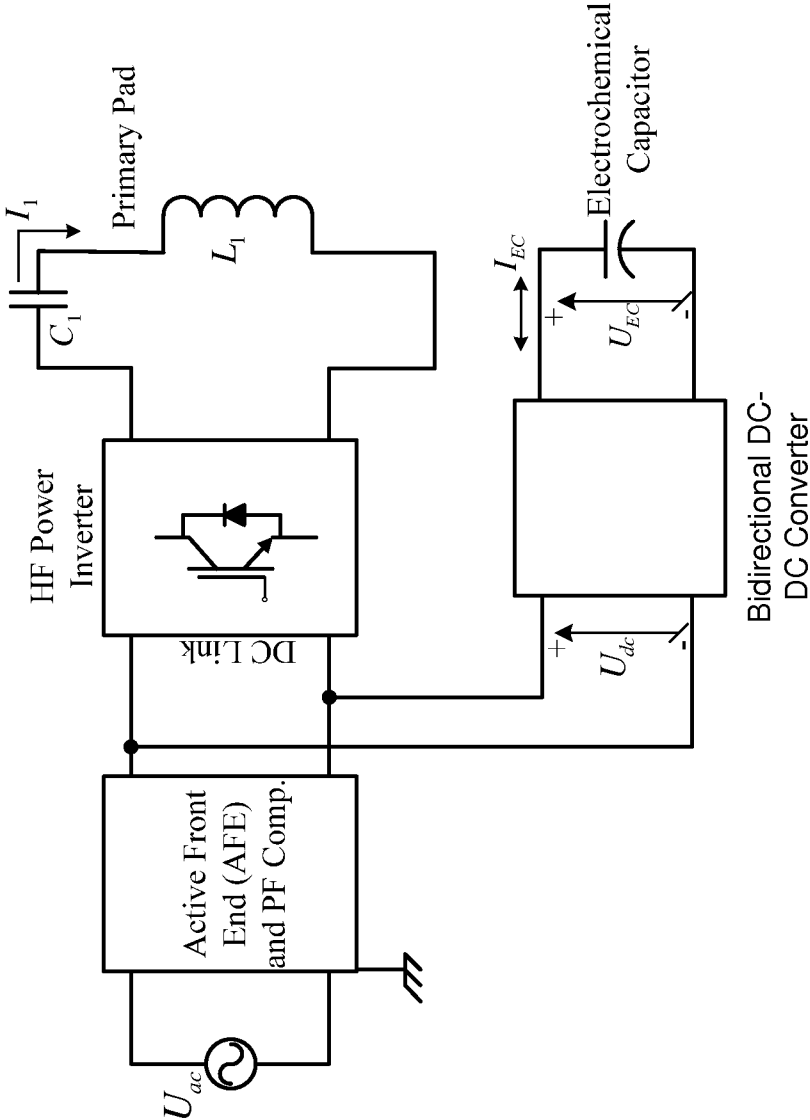 U_ac
Active Front
End (AFE)
and PF Comp.
DC Link
HF Power
Inverter
C_1
I_1
L_1
Primary Pad
+
U_dc
-
Bidirectional DC-
DC Converter
I_EC
+
U_EC
-
Electrochemical
Capacitor